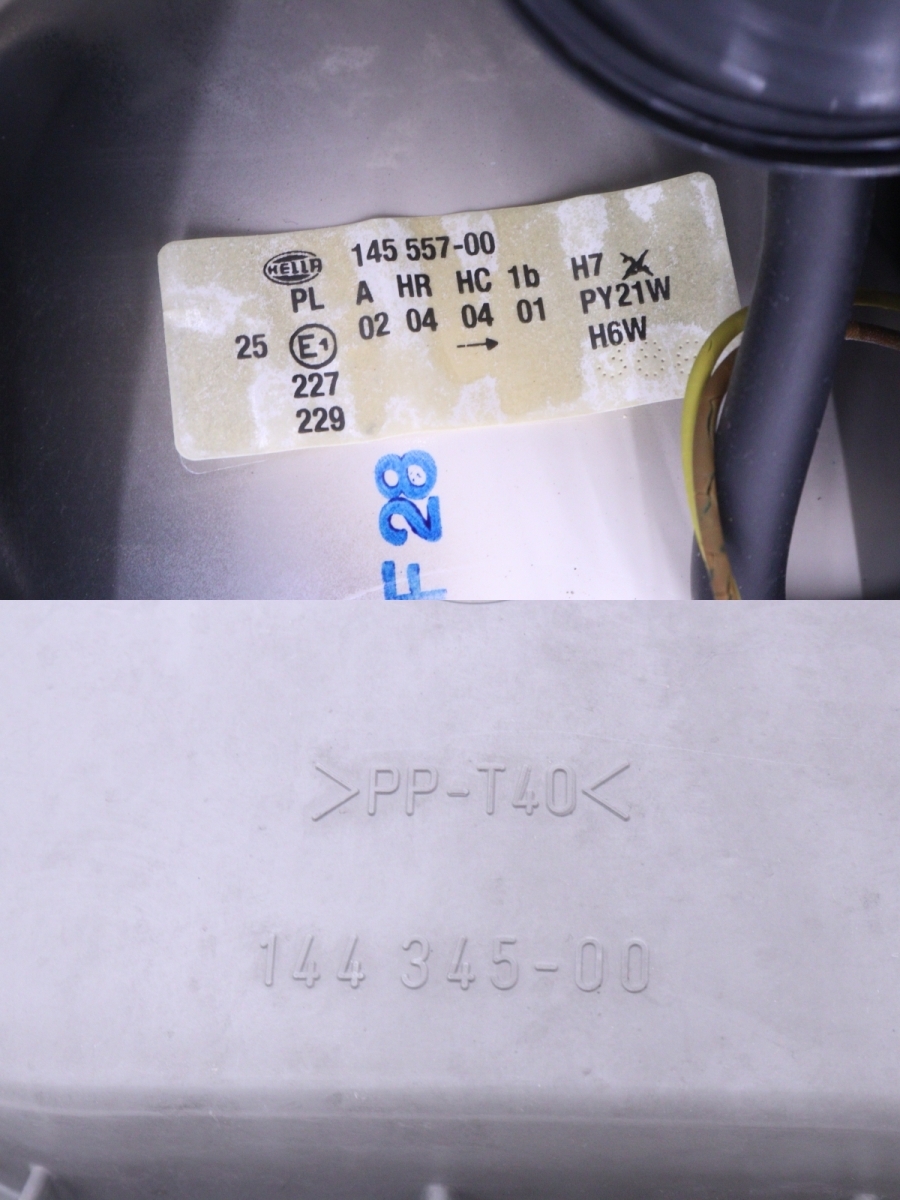 HELLA 145 557-00
PL A HR HC 1b H7
25 E1 02 04 04 01 PY21W
→ H6W
227
229
F 28
>PP-T40<
144 345-00